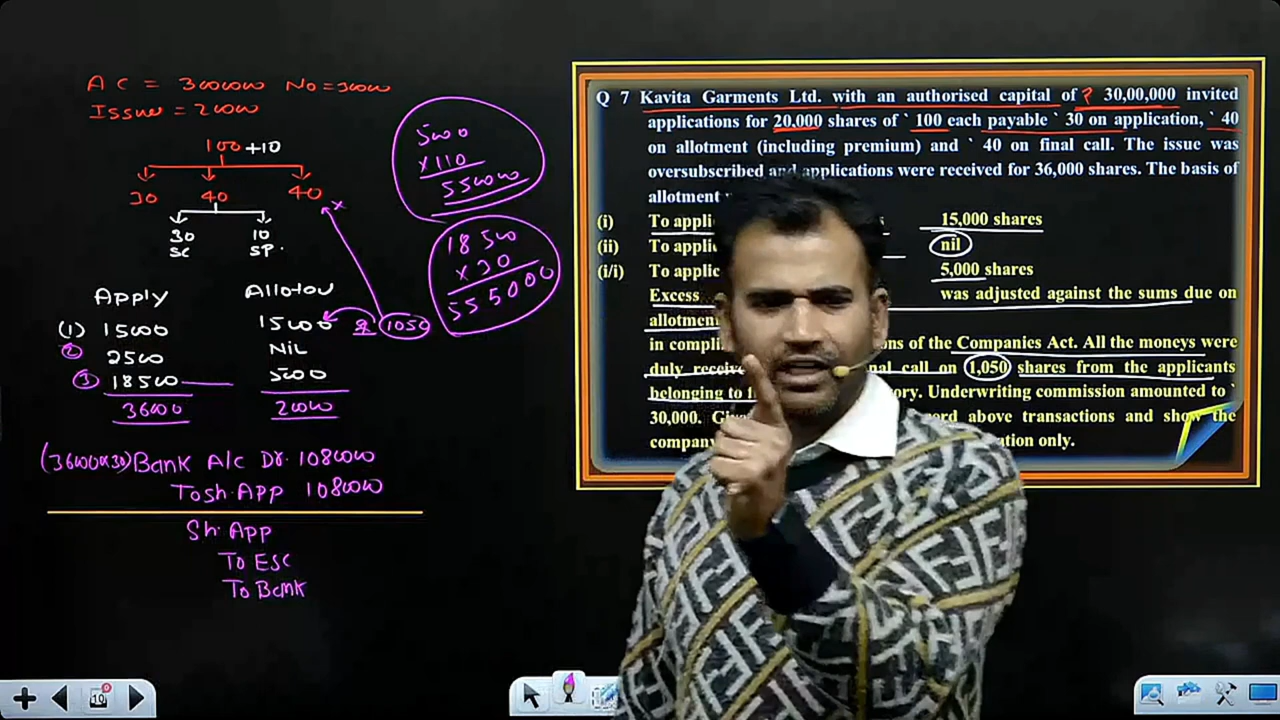 AC = 3000000 No=30000
Issue = 20000
100+10
30 40 40
30 10
SC SP.
Apply Allotou
(1) 15000 15000 1050
(2) 2500 NiL
(3) 18500 5000
36000 20000
(36000x30) Bank A/c Dr. 1080000
To sh. App 1080000
Sh. App
To ESC
To Bank
5000
x110
550000
18500
x30
555000
Q 7 Kavita Garments Ltd. with an authorised capital of ? 30,00,000 invited
applications for 20,000 shares of ` 100 each payable ` 30 on application, ` 40
on allotment (including premium) and ` 40 on final call. The issue was
oversubscribed and applications were received for 36,000 shares. The basis of
allotment
(i) To appli 15,000 shares
(ii) To appli nil
(i/i) To applic 5,000 shares
Excess was adjusted against the sums due on
allotment
in compli ons of the Companies Act. All the moneys were
duly receive nal call on 1,050 shares from the applicants
belonging to ory. Underwriting commission amounted to `
30,000. Gi ord above transactions and show the
company ation only.
10